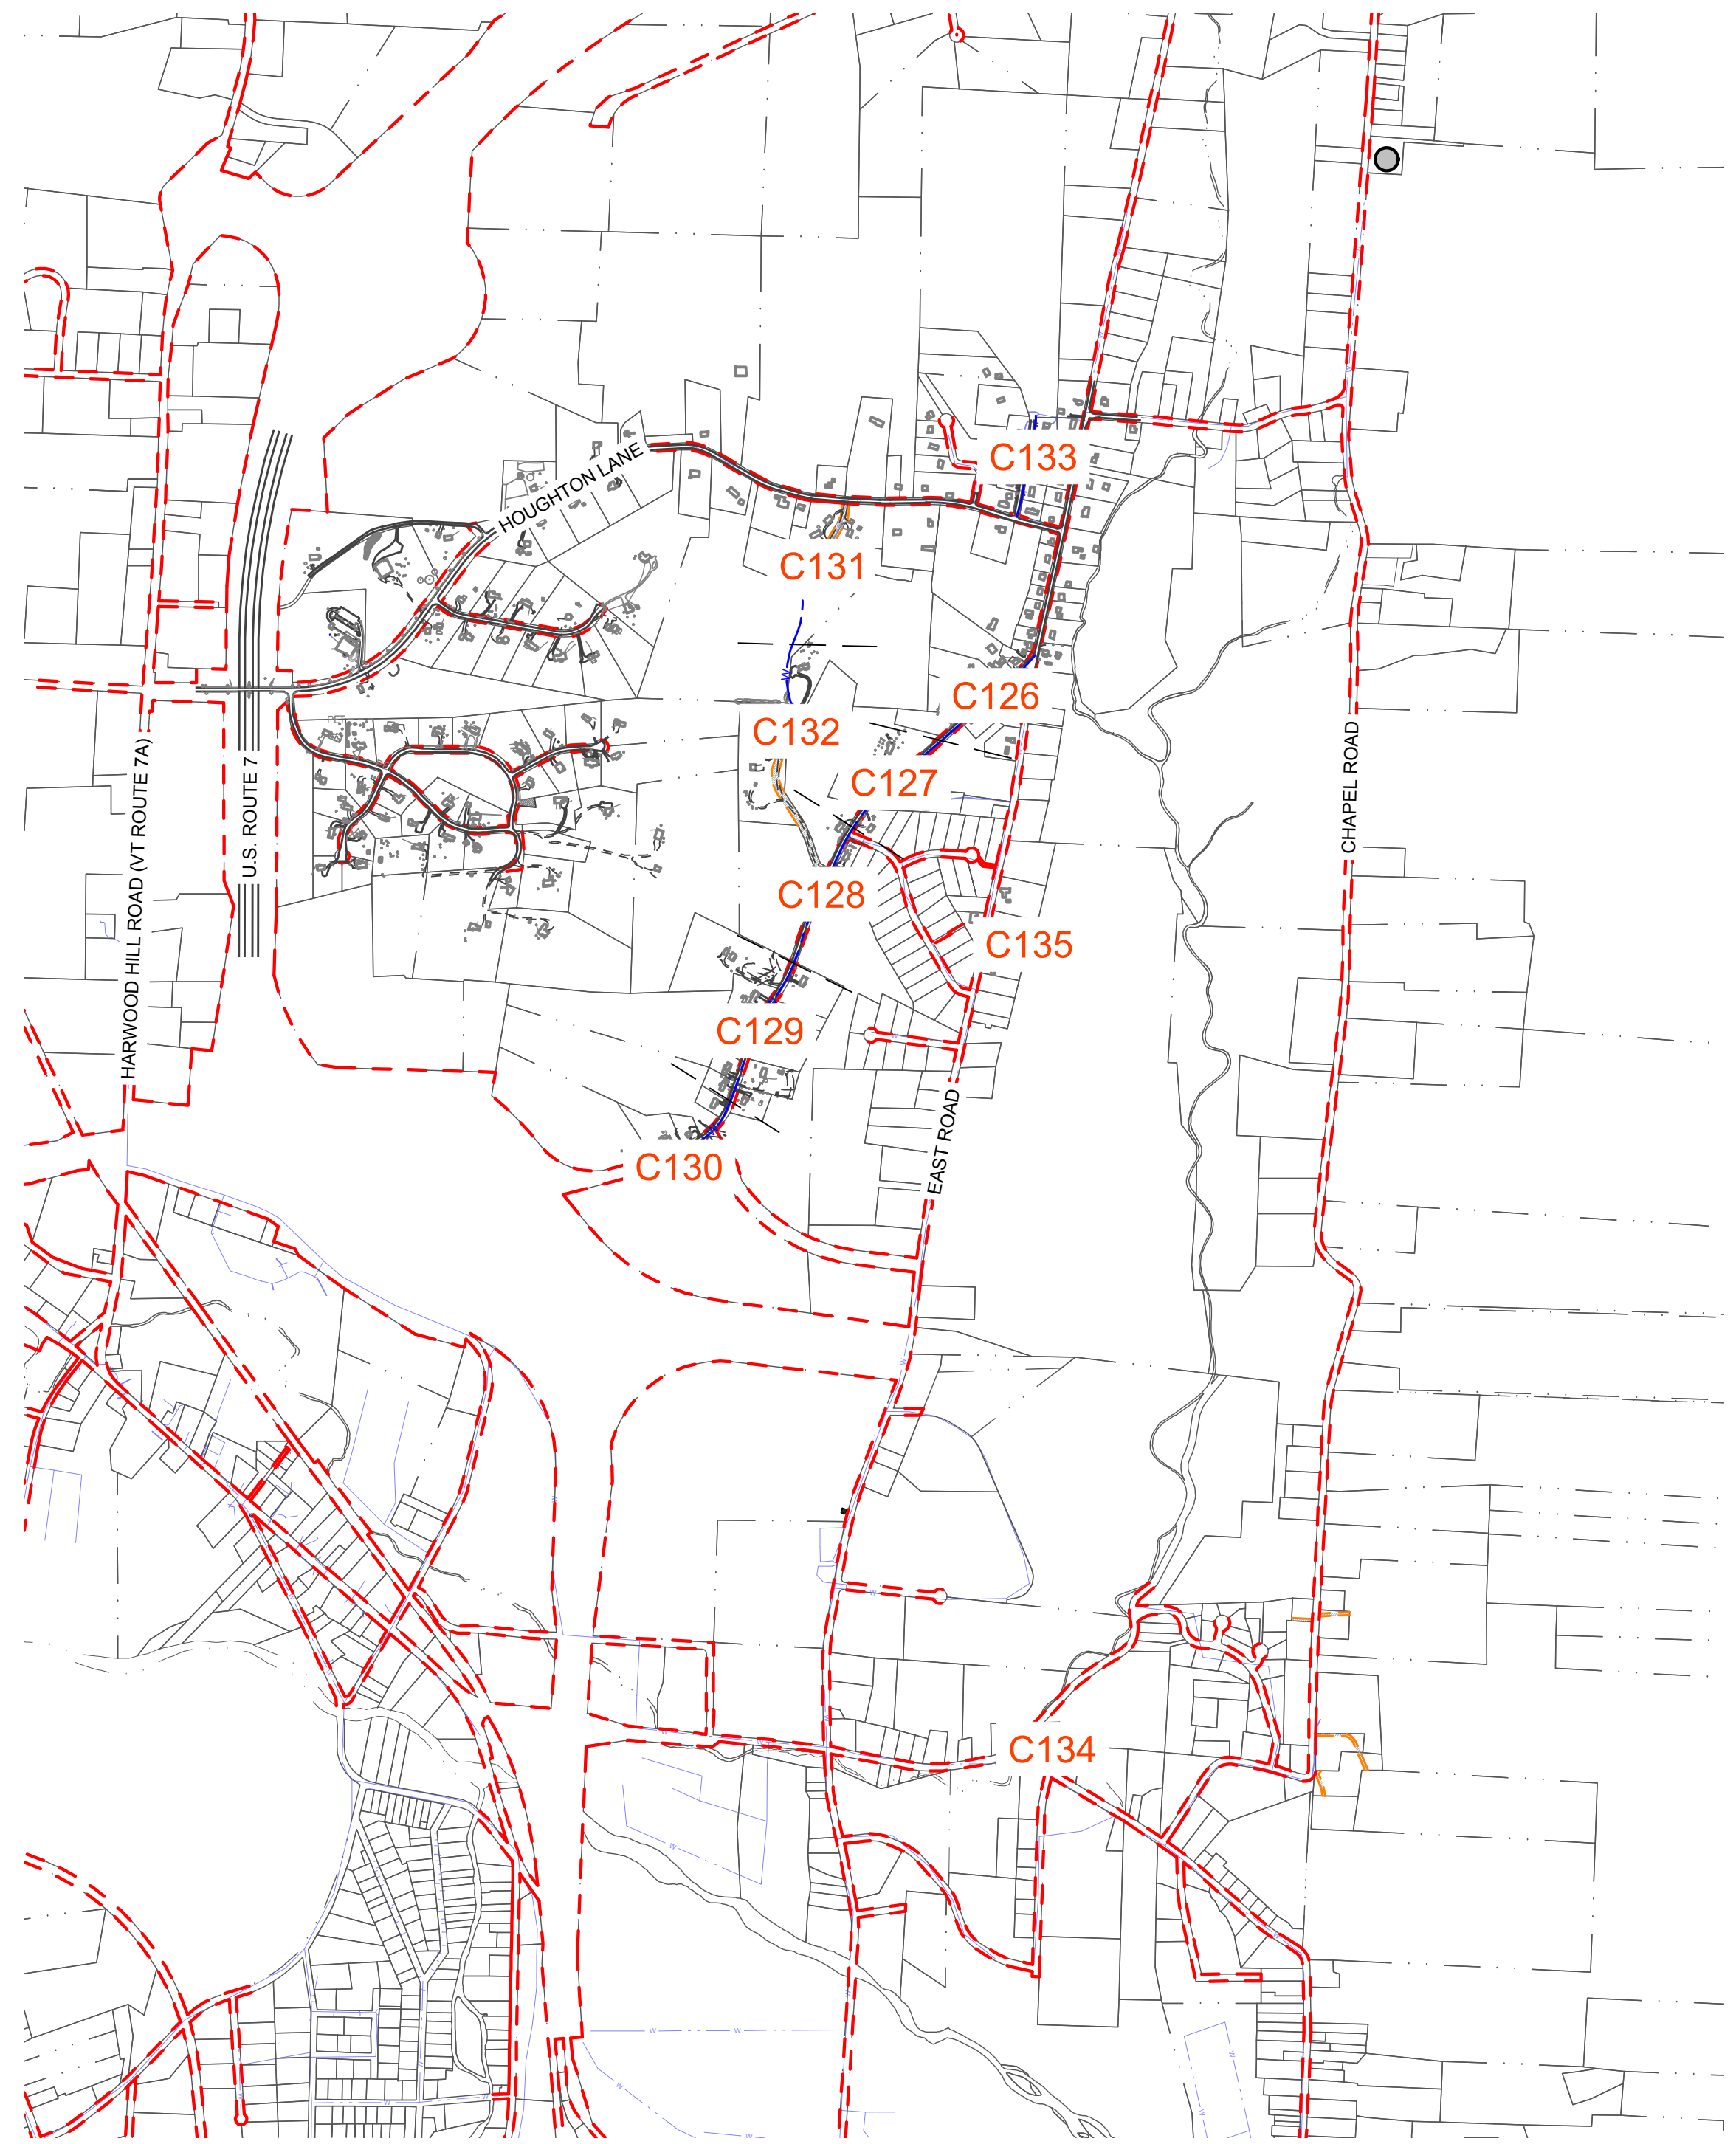 C133
HOUGHTON LANE
C131
C126
C132
C127
HARWOOD HILL ROAD (VT ROUTE 7A)
U.S. ROUTE 7
CHAPEL ROAD
C128
C135
C129
EAST ROAD
C130
C134